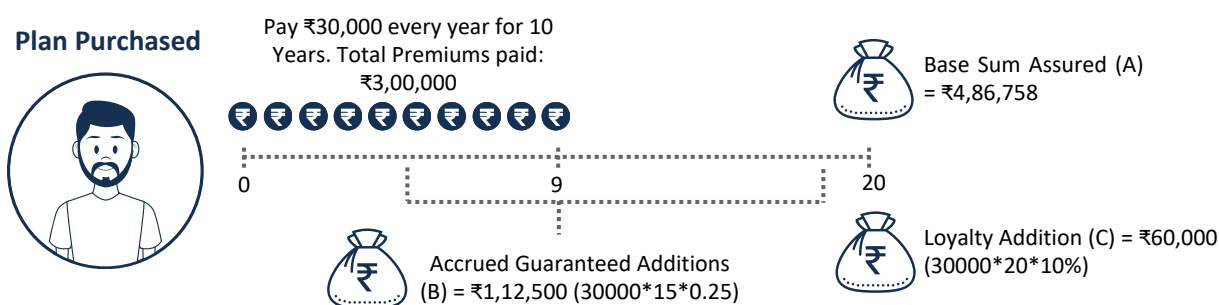 Plan Purchased
Pay ₹30,000 every year for 10
Years. Total Premiums paid:
₹3,00,000
₹ ₹ ₹ ₹ ₹ ₹ ₹ ₹ ₹ ₹
₹
Base Sum Assured (A)
= ₹4,86,758
0
9
20
₹
Accrued Guaranteed Additions
(B) = ₹1,12,500 (30000*15*0.25)
₹
Loyalty Addition (C) = ₹60,000
(30000*20*10%)